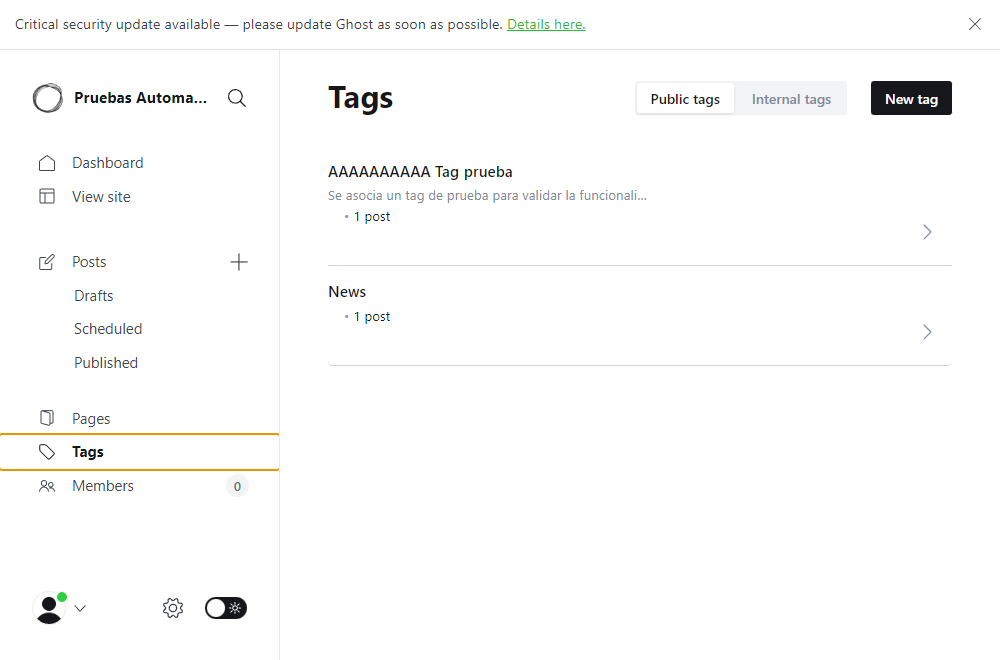 Critical security update available — please update Ghost as soon as possible. Details here.
Pruebas Automa...
Dashboard
View site
Posts
Drafts
Scheduled
Published
Pages
Tags
Members
0
Tags
Public tags
Internal tags
New tag
AAAAAAAAAA Tag prueba
Se asocia un tag de prueba para validar la funcionali...
• 1 post
News
• 1 post